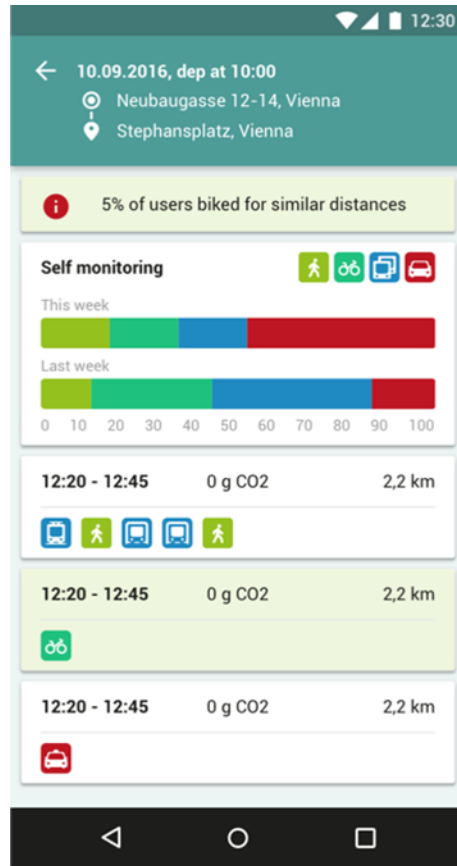 12:30
10.09.2016, dep at 10:00
Neubaugasse 12-14, Vienna
Stephansplatz, Vienna
5% of users biked for similar distances
Self monitoring
This week
Last week
0 10 20 30 40 50 60 70 80 90 100
12:20 - 12:45 0 g CO2 2,2 km
12:20 - 12:45 0 g CO2 2,2 km
12:20 - 12:45 0 g CO2 2,2 km